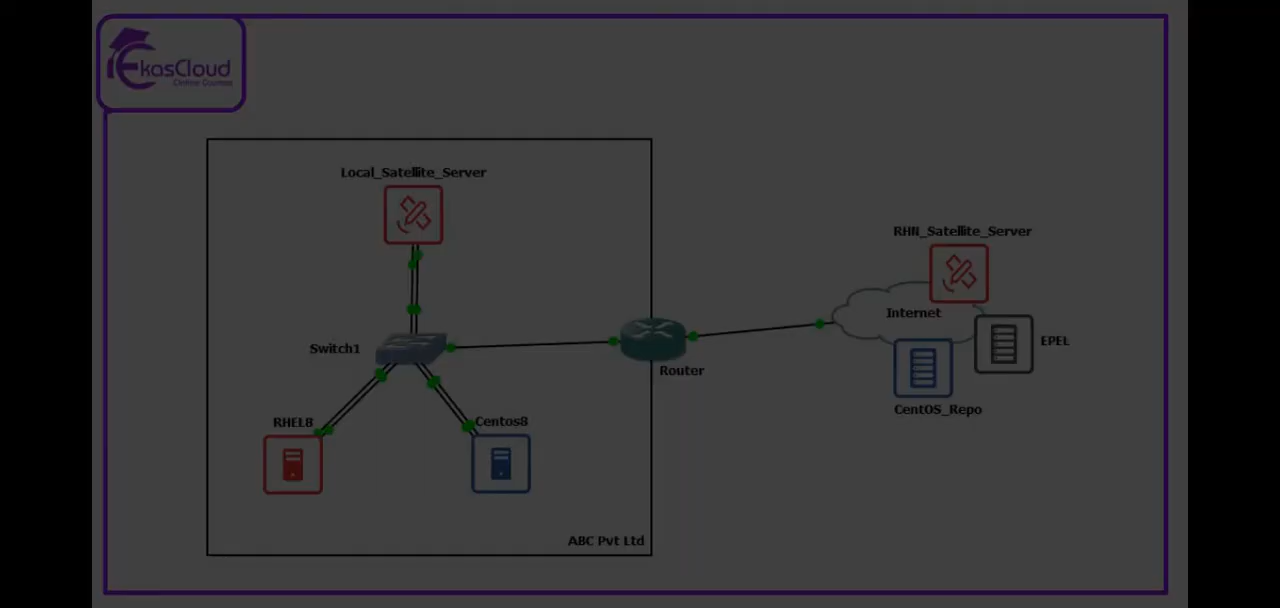 EkasCloud
Online Courses
Local_Satellite_Server
RHN_Satellite_Server
Internet
Switch1
EPEL
Router
CentOS_Repo
RHEL8
Centos8
ABC Pvt Ltd